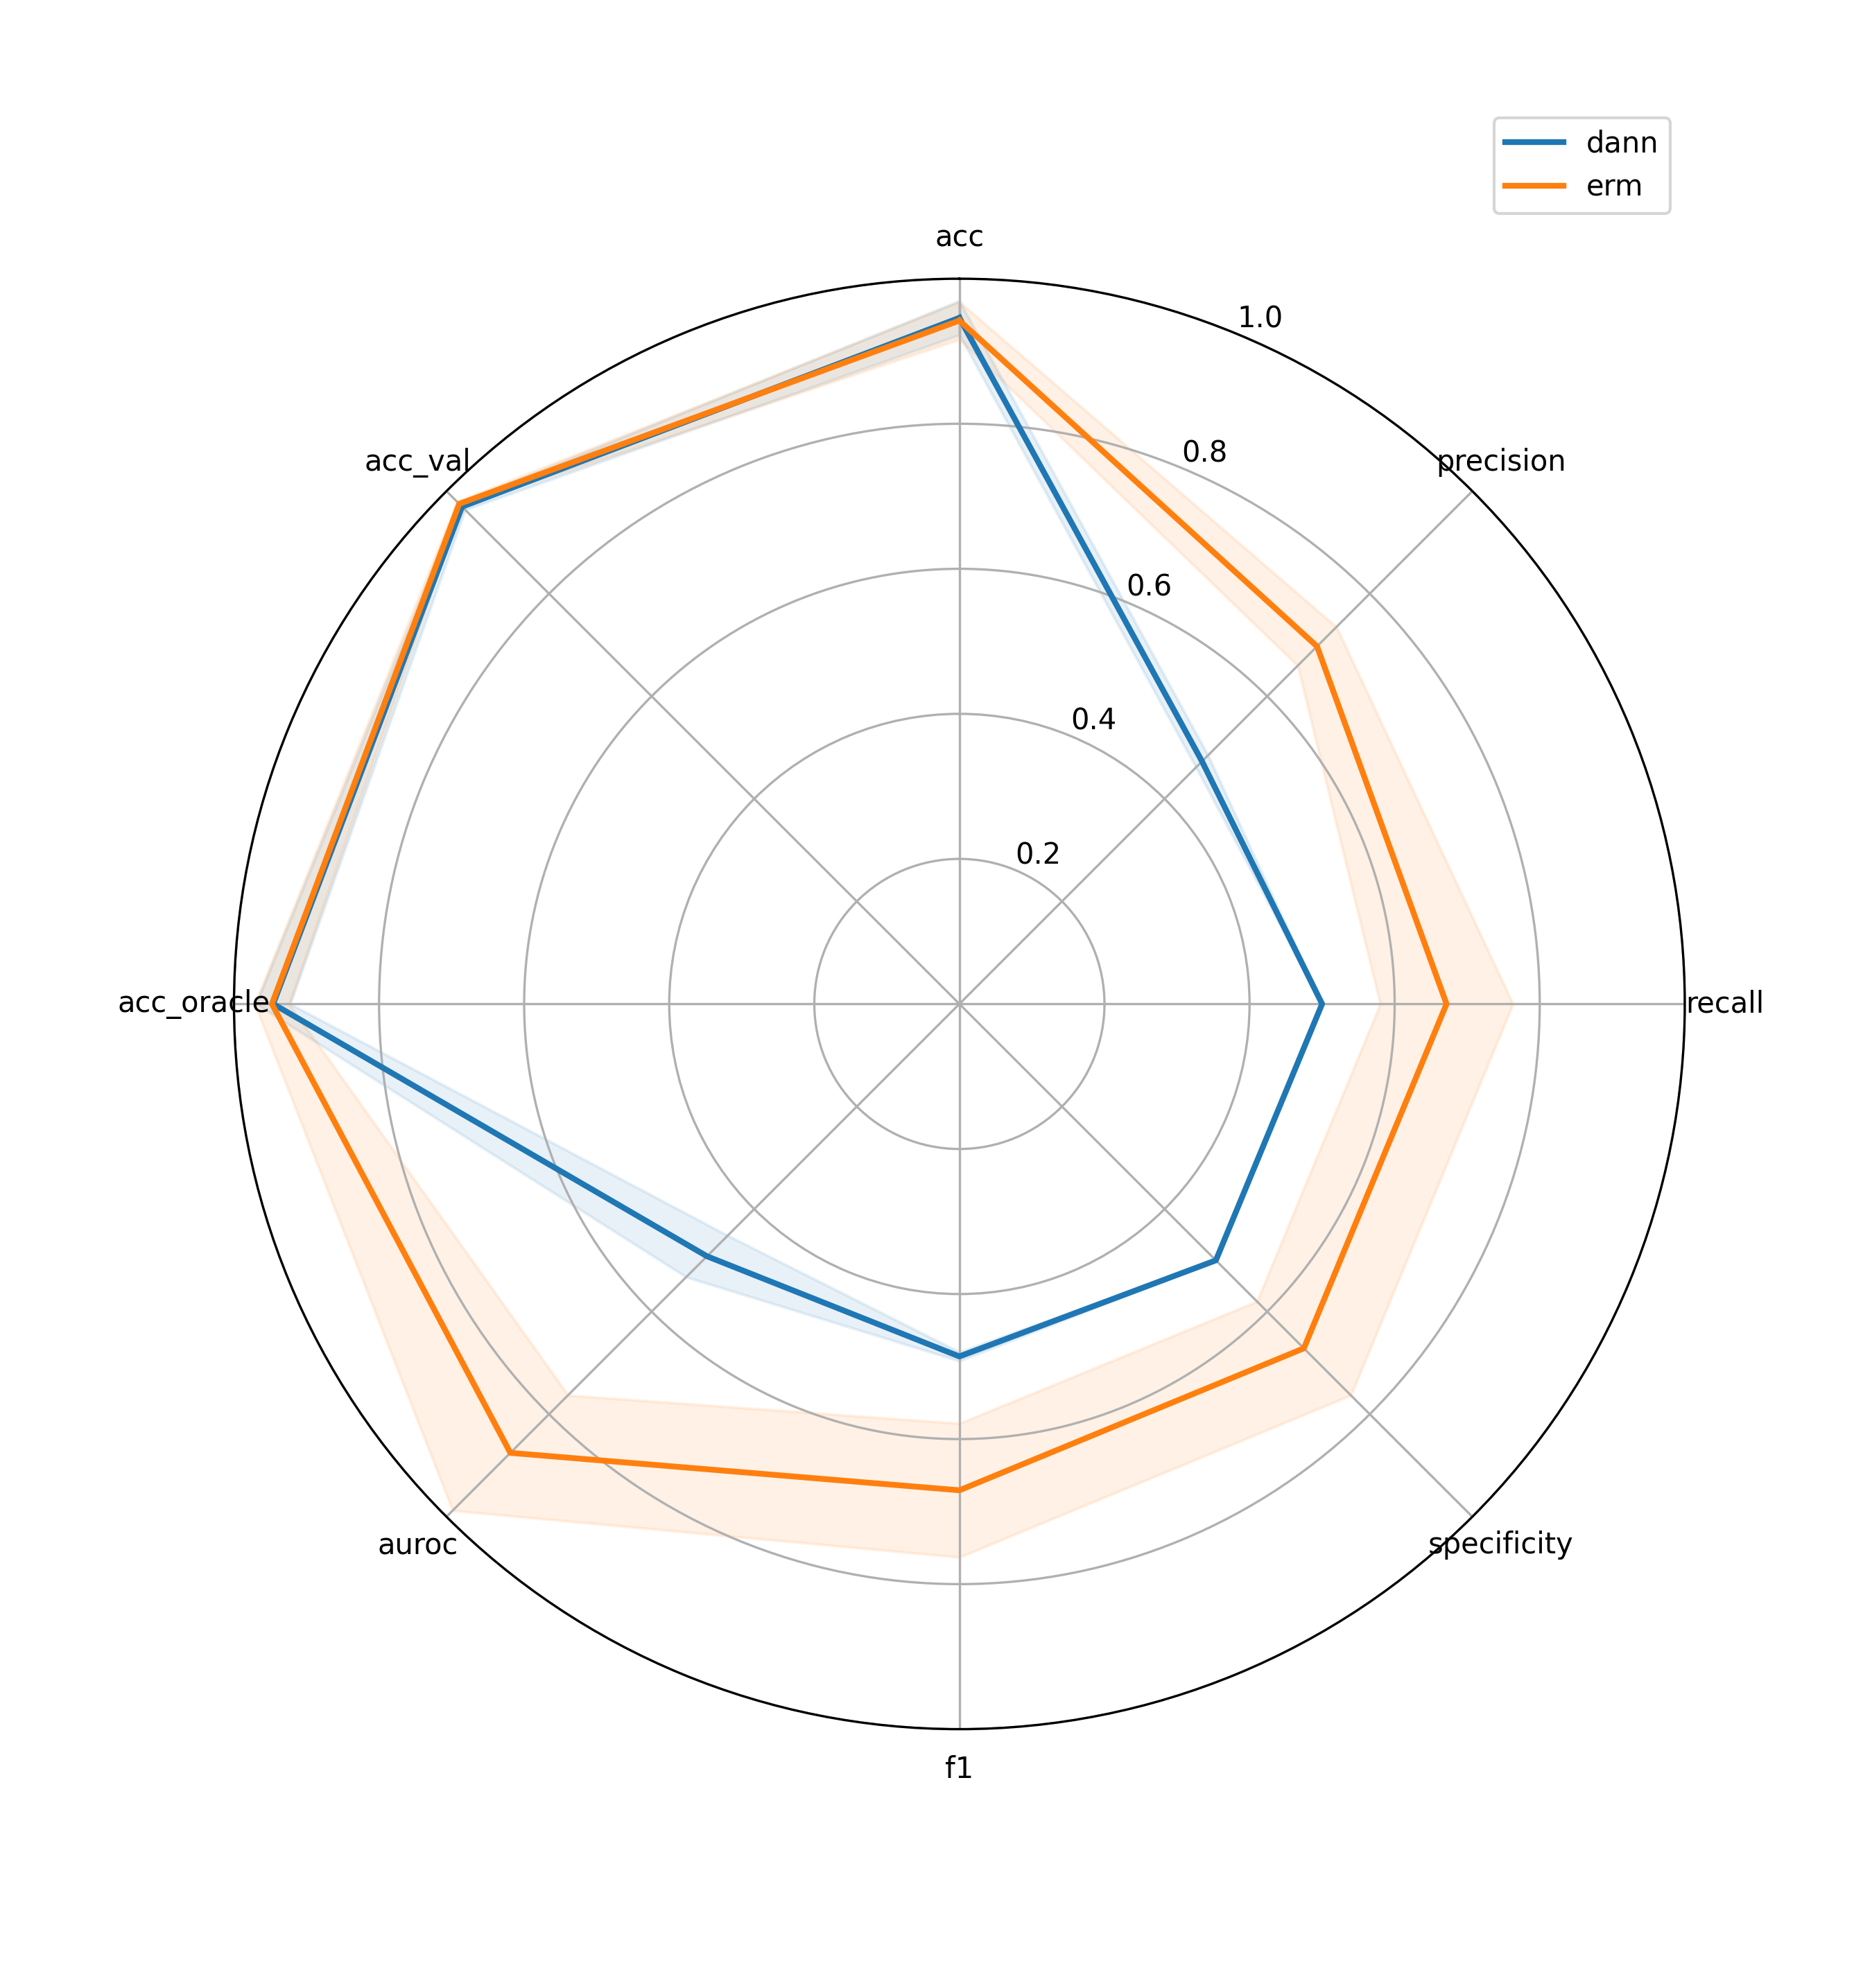 dann
erm
acc
1.0
precision
acc_val
0.8
0.6
0.4
0.2
acc_oracle
recall
auroc
specificity
f1